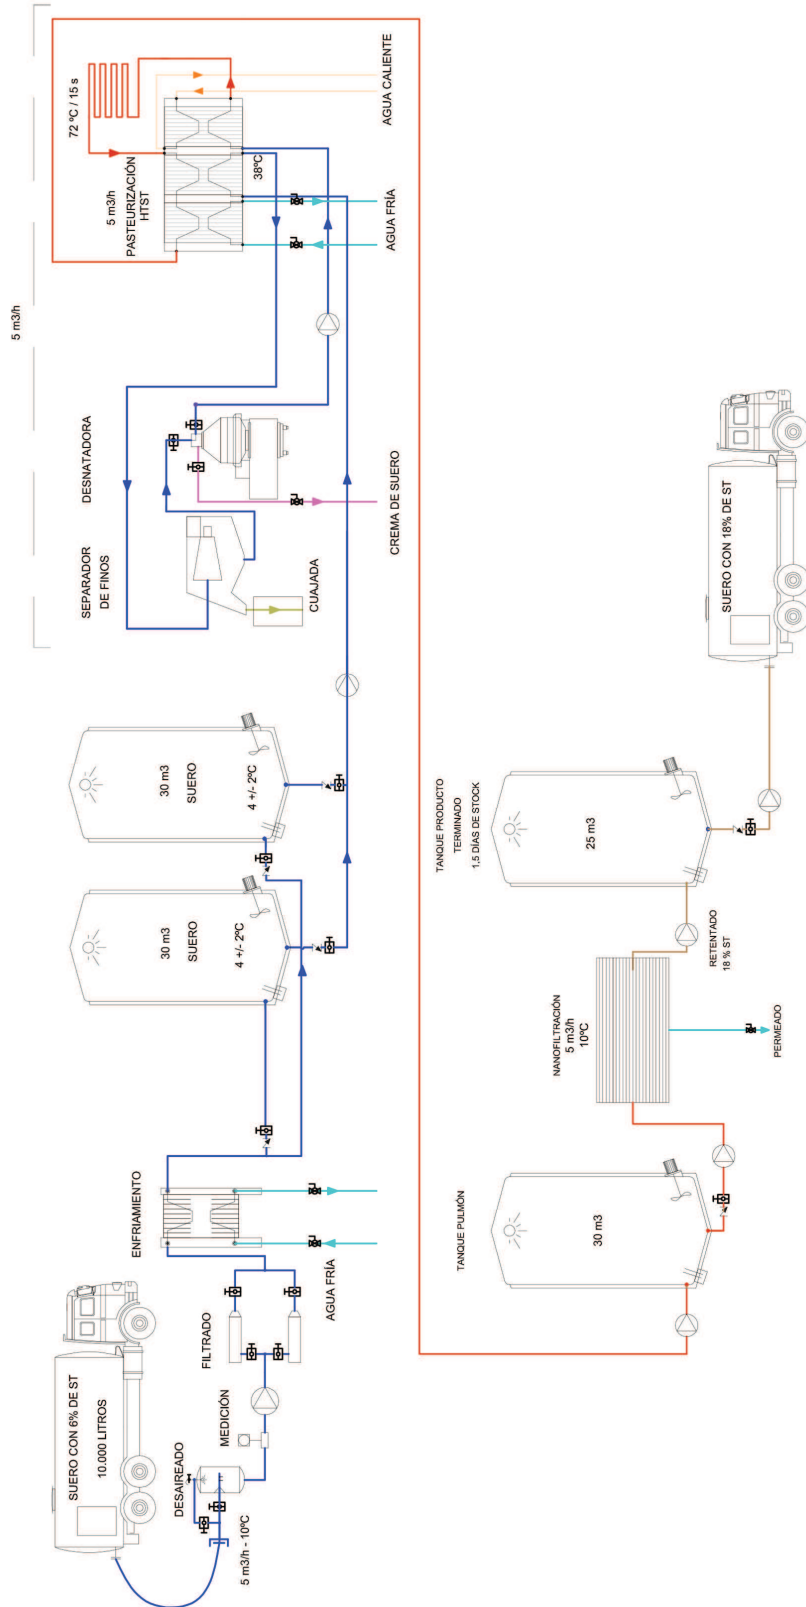 SUERO CON 6% DE ST
10.000 LITROS
5 m3/h - 10ºC
DESAIREADO
MEDICIÓN
FILTRADO
AGUA FRÍA
ENFRIAMIENTO
30 m3
SUERO
4 +/- 2ºC
30 m3
SUERO
4 +/- 2ºC
5 m3/h
SEPARADOR
DE FINOS
CUAJADA
DESNATADORA
CREMA DE SUERO
5 m3/h
PASTEURIZACIÓN
HTST
72 ºC / 15 s
38ºC
AGUA FRÍA
AGUA CALIENTE
TANQUE PULMÓN
30 m3
NANOFILTRACIÓN
5 m3/h
10ºC
PERMEADO
RETENTADO
18 % ST
TANQUE PRODUCTO
TERMINADO
1,5 DÍAS DE STOCK
25 m3
SUERO CON 18% DE ST